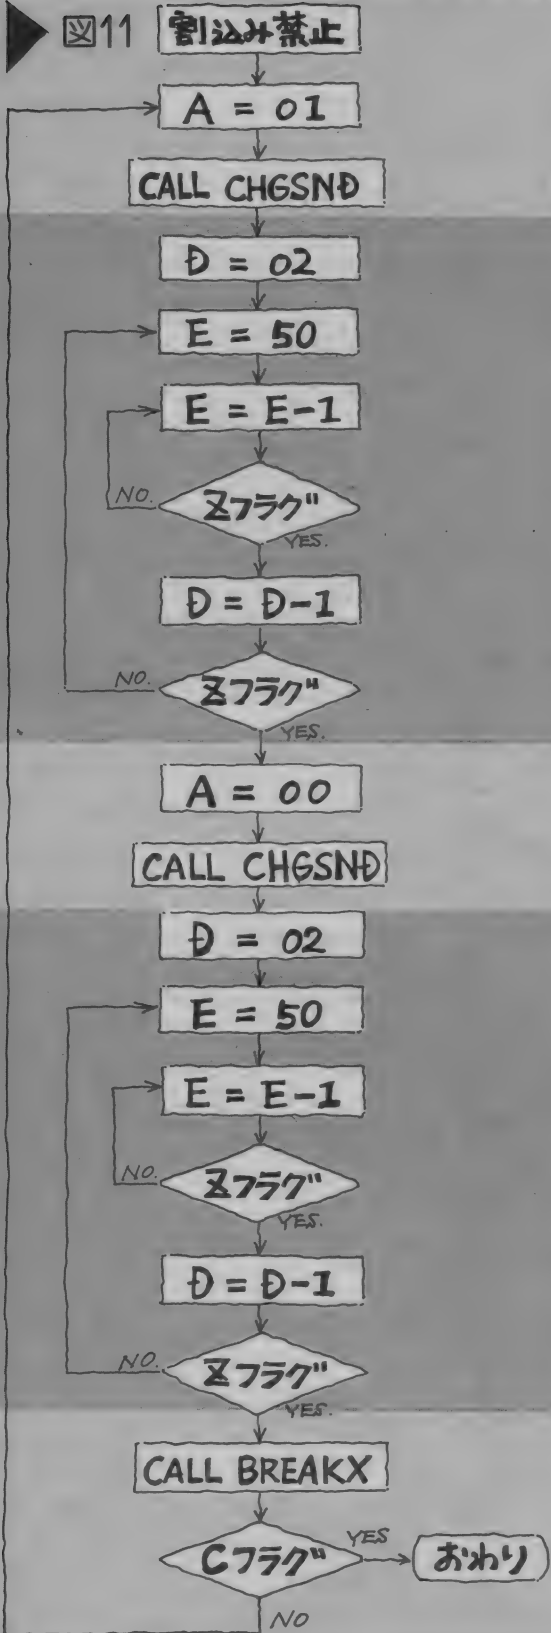 図11
割込み禁止
A = 01
CALL CHGSND
D = 02
E = 50
E = E-1
Zフラグ
NO.
YES.
D = D-1
Zフラグ
NO.
YES.
A = 00
CALL CHGSND
D = 02
E = 50
E = E-1
Zフラグ
NO.
YES.
D = D-1
Zフラグ
NO.
YES.
CALL BREAKX
Cフラグ
YES
おわり
NO